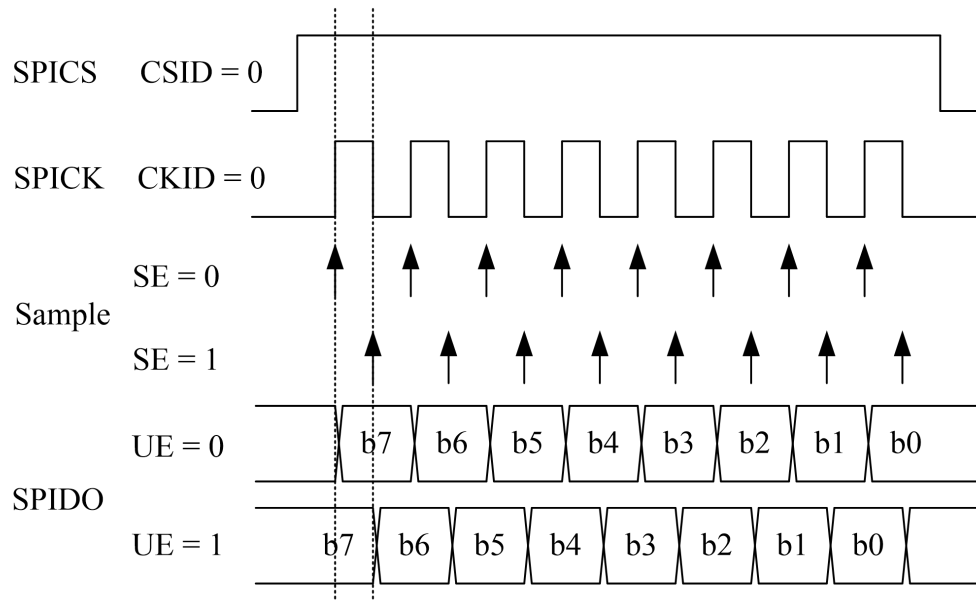 SPICS CSID = 0
SPICK CKID = 0
SE = 0
Sample
SE = 1
UE = 0 b7 b6 b5 b4 b3 b2 b1 b0
SPIDO
UE = 1 b7 b6 b5 b4 b3 b2 b1 b0